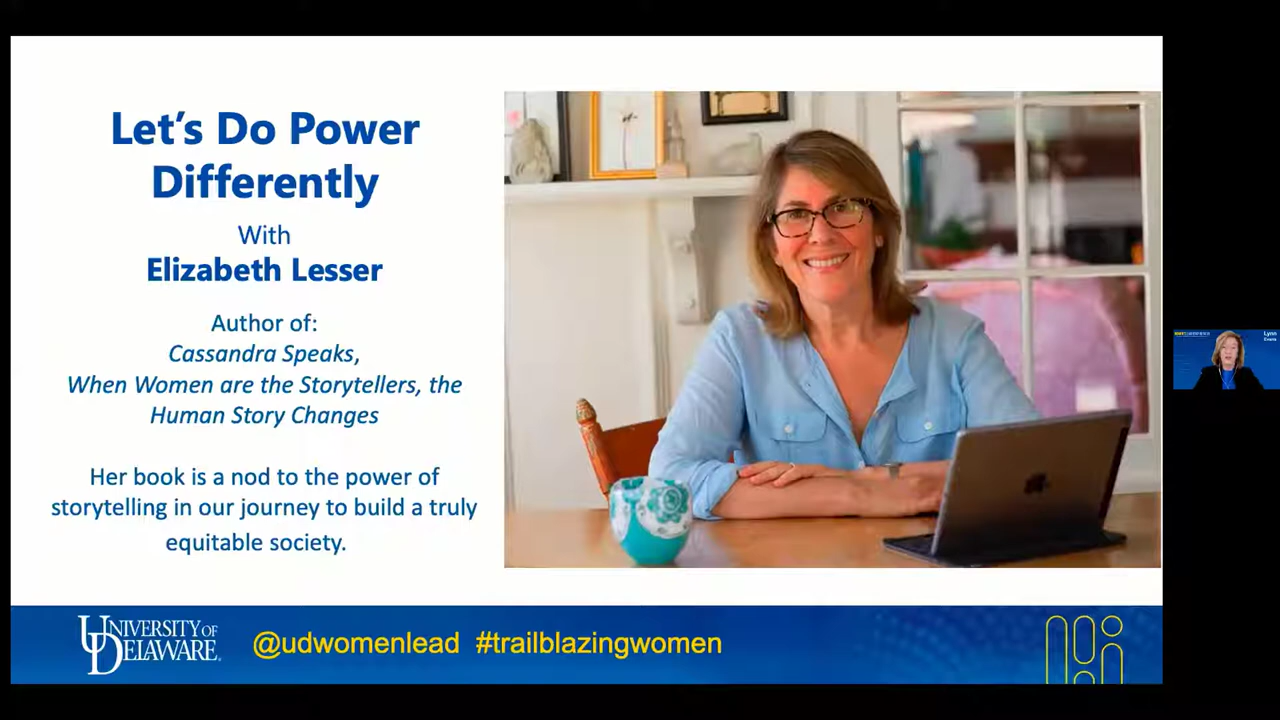 Let's Do Power
Differently
With
Elizabeth Lesser
Author of:
Cassandra Speaks,
When Women are the Storytellers, the
Human Story Changes
Her book is a nod to the power of
storytelling in our journey to build a truly
equitable society.
UNIVERSITY OF
DELAWARE.
@udwomenlead #trailblazingwomen
Lynn
Evans